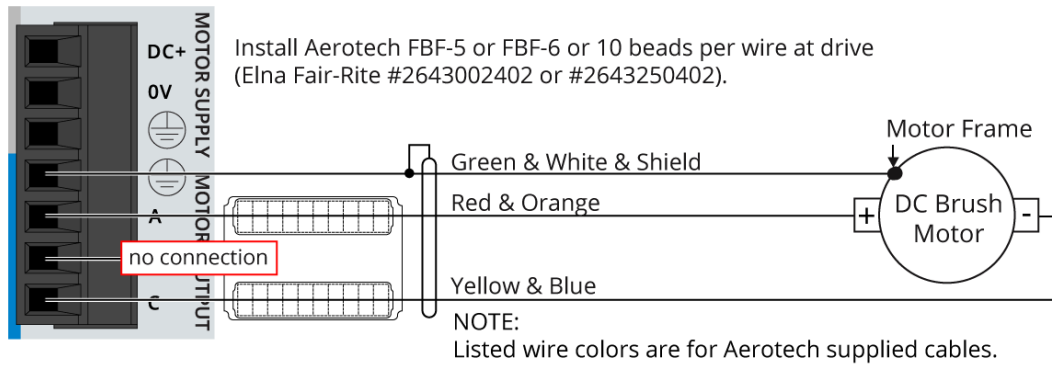 DC+
0V
MOTOR SUPPLY
Install Aerotech FBF-5 or FBF-6 or 10 beads per wire at drive
(Elna Fair-Rite #2643002402 or #2643250402).
Motor Frame
Green & White & Shield
A
Red & Orange
+
DC Brush
Motor
-
no connection
MOTOR
C
Yellow & Blue
NOTE:
Listed wire colors are for Aerotech supplied cables.